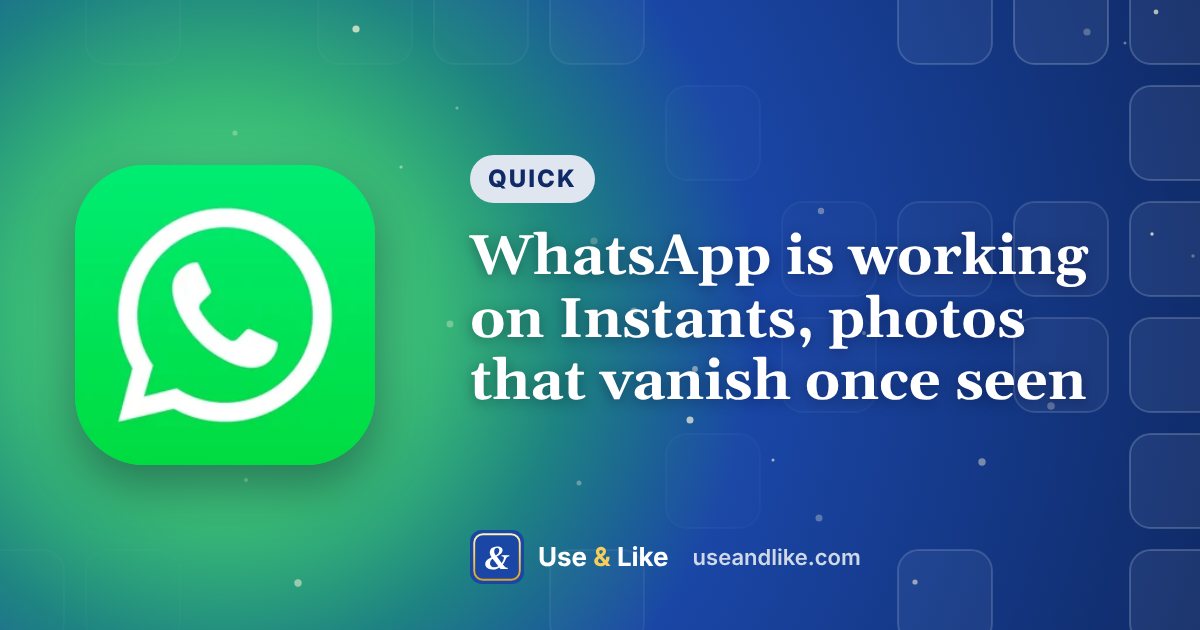 QUICK
WhatsApp is working
on Instants, photos
that vanish once seen
& Use & Like useandlike.com